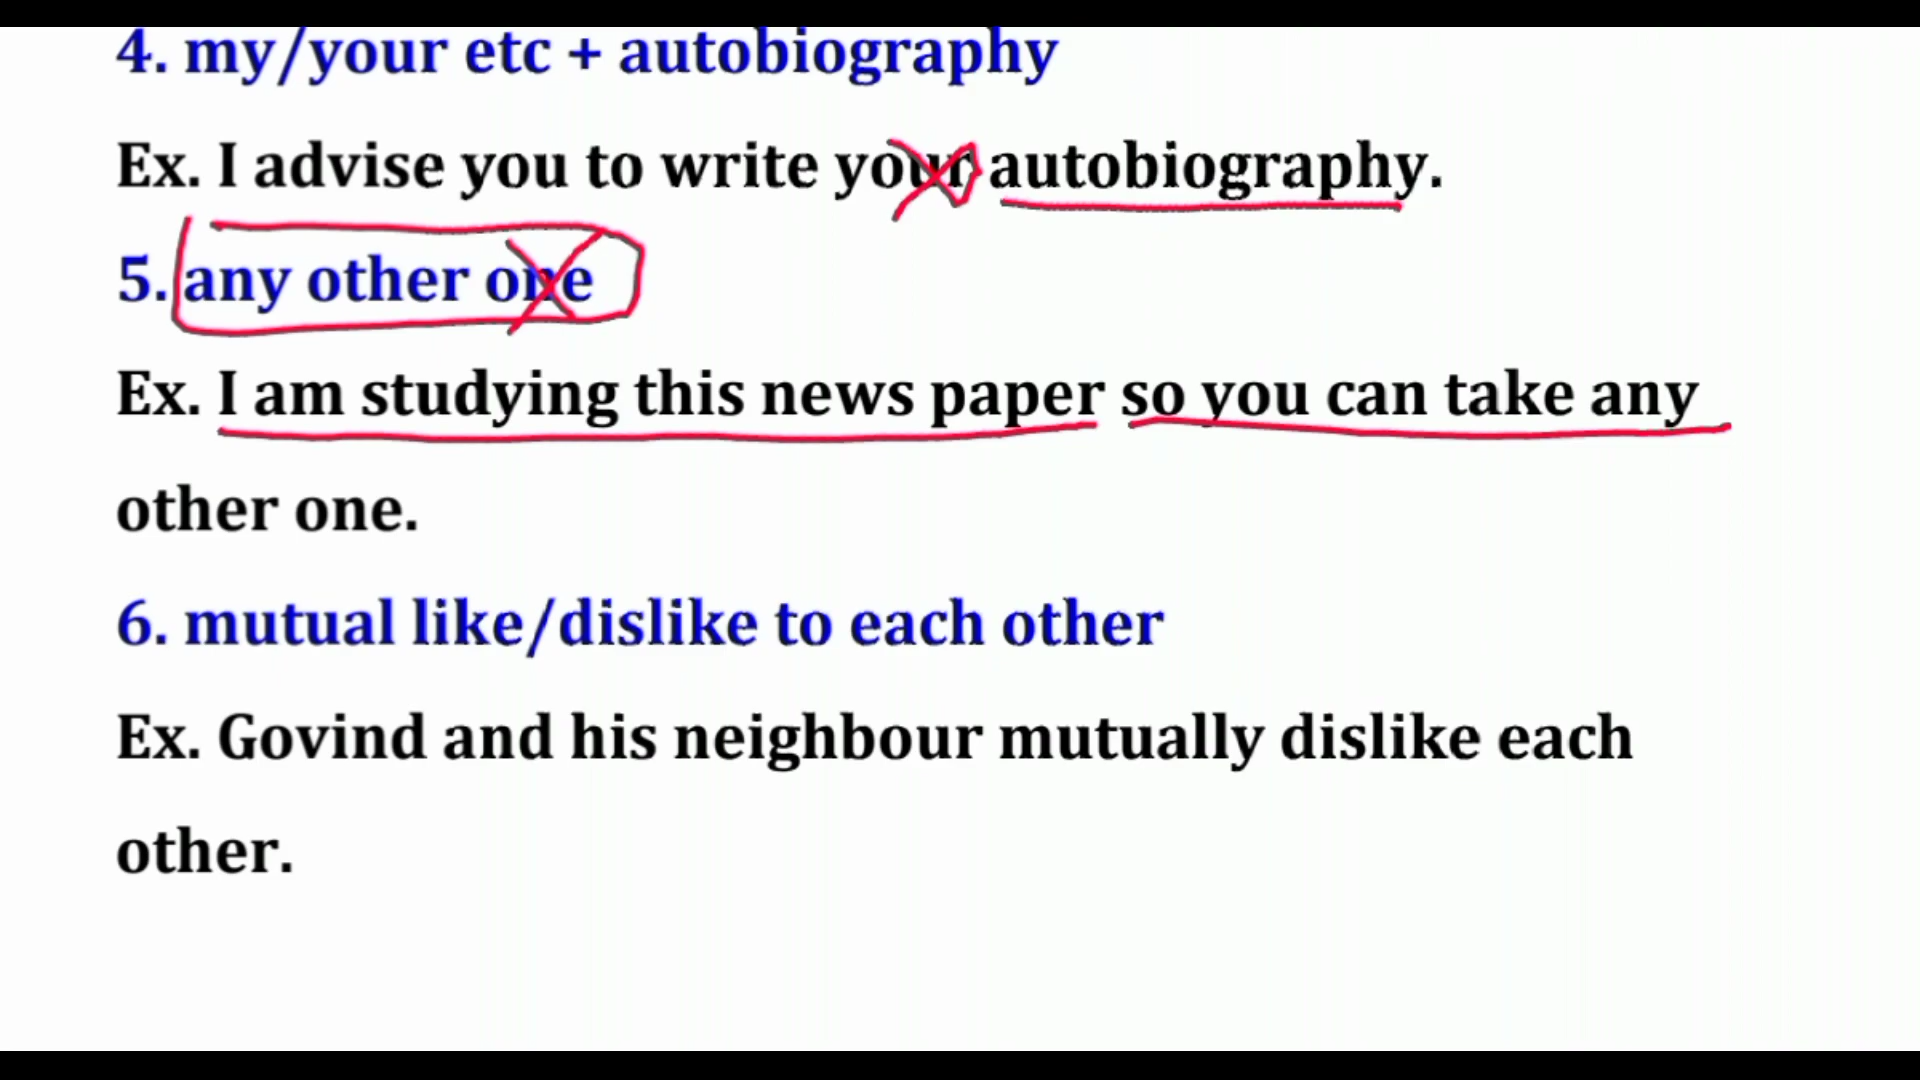 4. my/your etc + autobiography
Ex. I advise you to write your autobiography.
5. any other one
Ex. I am studying this news paper so you can take any
other one.
6. mutual like/dislike to each other
Ex. Govind and his neighbour mutually dislike each
other.